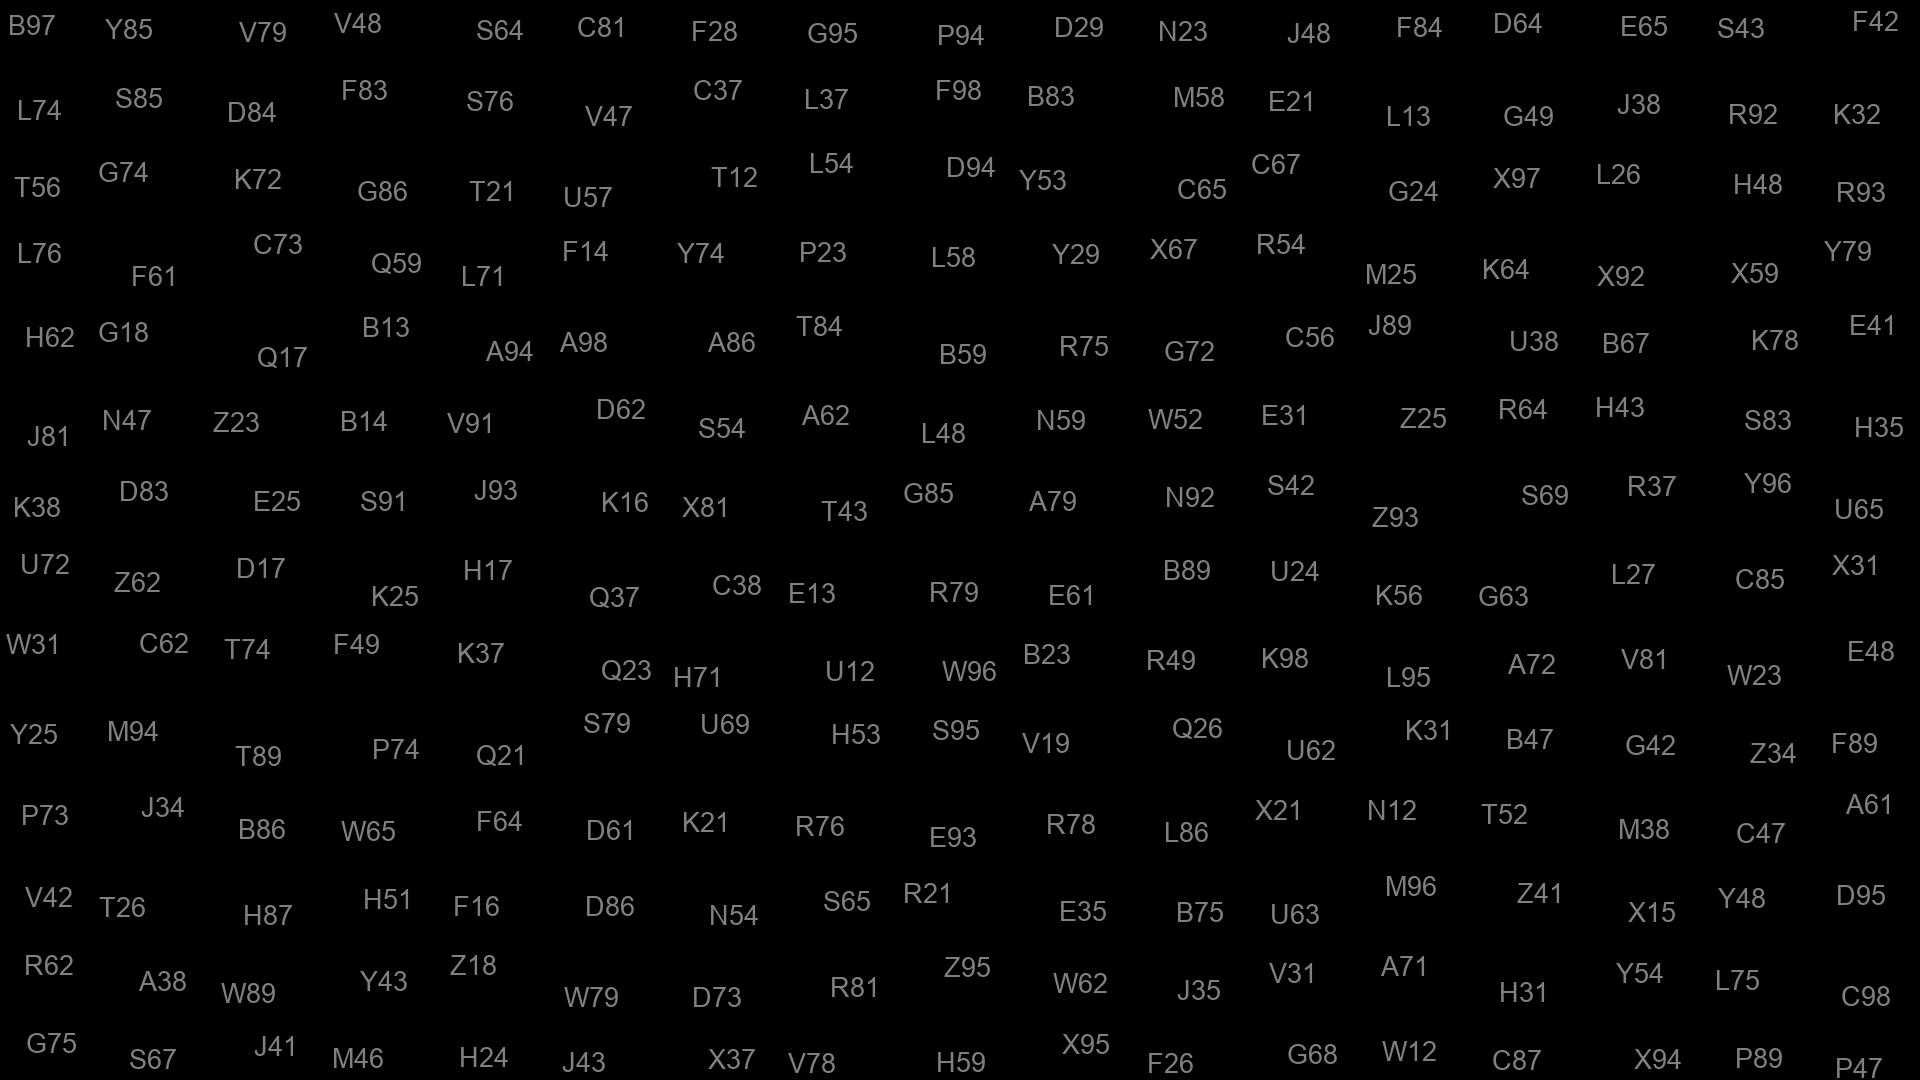 B97 Y85 V79 V48 S64 C81 F28 G95 P94 D29 N23 J48 F84 D64 E65 S43 F42
L74 S85 D84 F83 S76 V47 C37 L37 F98 B83 M58 E21 L13 G49 J38 R92 K32
T56 G74 K72 G86 T21 U57 T12 L54 D94 Y53 C65 C67 G24 X97 L26 H48 R93
L76 F61 C73 Q59 L71 F14 Y74 P23 L58 Y29 X67 R54 M25 K64 X92 X59 Y79
H62 G18 Q17 B13 A94 A98 A86 T84 B59 R75 G72 C56 J89 U38 B67 K78 E41
J81 N47 Z23 B14 V91 D62 S54 A62 L48 N59 W52 E31 Z25 R64 H43 S83 H35
K38 D83 E25 S91 J93 K16 X81 T43 G85 A79 N92 S42 Z93 S69 R37 Y96 U65
U72 Z62 D17 K25 H17 Q37 C38 E13 R79 E61 B89 U24 K56 G63 L27 C85 X31
W31 C62 T74 F49 K37 Q23 H71 U12 W96 B23 R49 K98 L95 A72 V81 W23 E48
Y25 M94 T89 P74 Q21 S79 U69 H53 S95 V19 Q26 U62 K31 B47 G42 Z34 F89
P73 J34 B86 W65 F64 D61 K21 R76 E93 R78 L86 X21 N12 T52 M38 C47 A61
V42 T26 H87 H51 F16 D86 N54 S65 R21 E35 B75 U63 M96 Z41 X15 Y48 D95
R62 A38 W89 Y43 Z18 W79 D73 R81 Z95 W62 J35 V31 A71 H31 Y54 L75 C98
G75 S67 J41 M46 H24 J43 X37 V78 H59 X95 F26 G68 W12 C87 X94 P89 P47